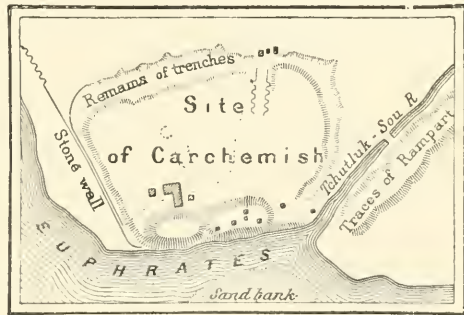 Remains of trenches
Site
of Carchemish
Stone wall
Tchutluk-Sou R
Traces of Rampart
EUPHRATES
Sand bank